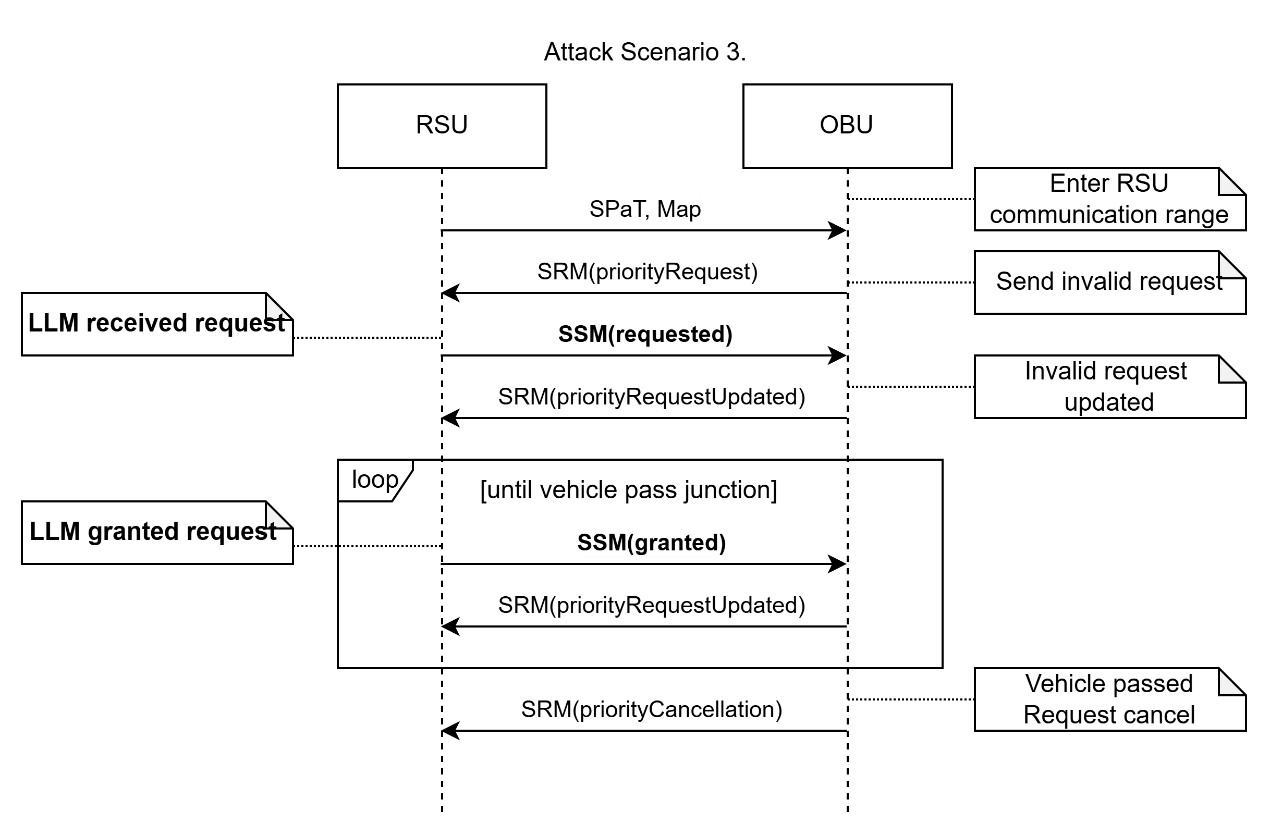 Attack Scenario 3.
RSU
OBU
Enter RSU
communication range
SPaT, Map
SRM(priorityRequest)
Send invalid request
LLM received request
SSM(requested)
Invalid request
updated
SRM(priorityRequestUpdated)
loop
[until vehicle pass junction]
LLM granted request
SSM(granted)
SRM(priorityRequestUpdated)
Vehicle passed
Request cancel
SRM(priorityCancellation)